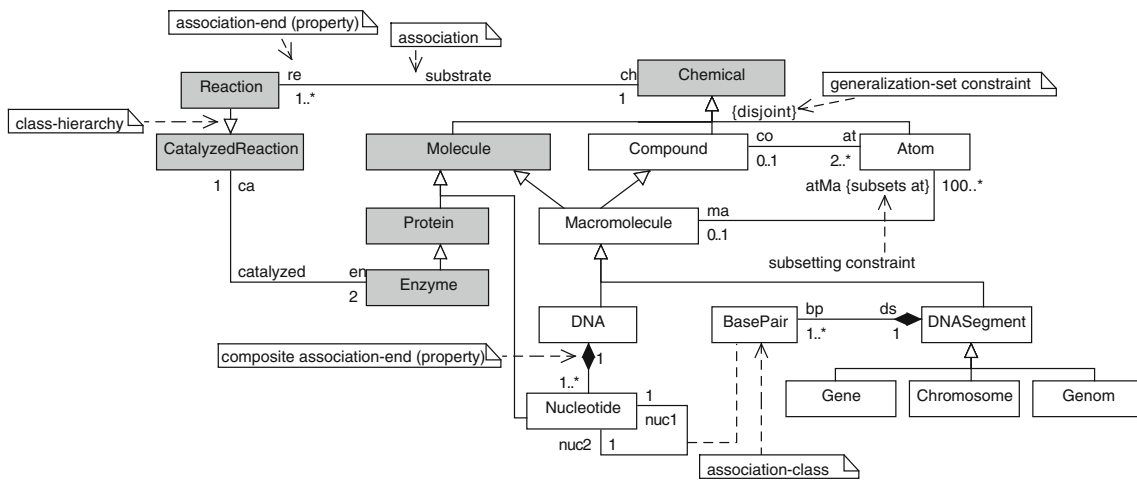 association-end (property)
association
re
substrate
ch
Chemical
Reaction
1..*
1
generalization-set constraint
{disjoint}
class-hierarchy
CatalyzedReaction
Molecule
Compound
co
at
Atom
0..1
2..*
1
ca
atMa {subsets at}
100..*
Protein
Macromolecule
ma
0..1
catalyzed
en
Enzyme
2
subsetting constraint
DNA
BasePair
bp
ds
DNASegment
1..*
1
composite association-end (property)
1
1..*
Nucleotide
1
nuc1
nuc2
1
Gene
Chromosome
Genom
association-class